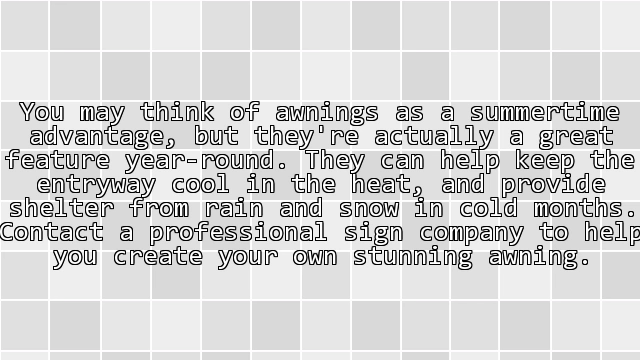 You may think of awnings as a summertime
advantage, but they're actually a great
feature year-round. They can help keep the
entryway cool in the heat, and provide
shelter from rain and snow in cold months.
Contact a professional sign company to help
you create your own stunning awning.